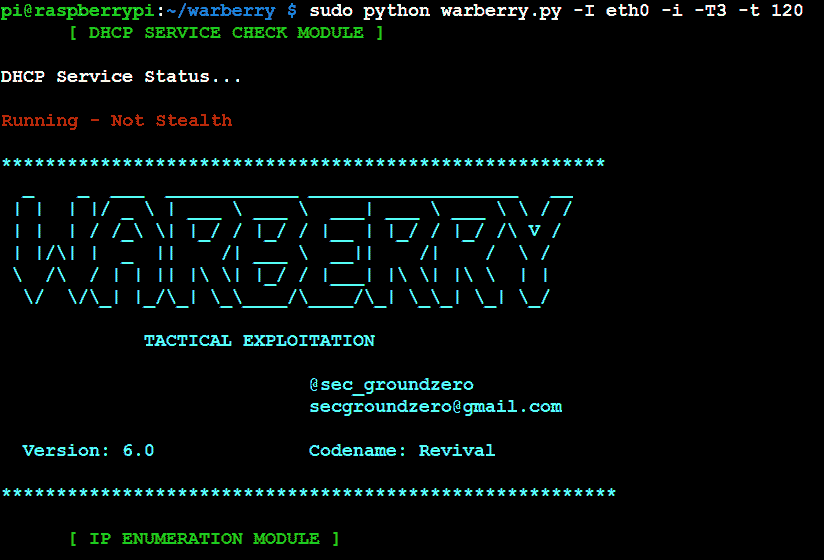 pi@raspberrypi:~/warberry $ sudo python warberry.py -I eth0 -i -T3 -t 120
[ DHCP SERVICE CHECK MODULE ]
DHCP Service Status...
Running - Not Stealth
*******************************************************
WARBERRY
TACTICAL EXPLOITATION
@sec_groundzero
secgroundzero@gmail.com
Version: 6.0 Codename: Revival
********************************************************
[ IP ENUMERATION MODULE ]